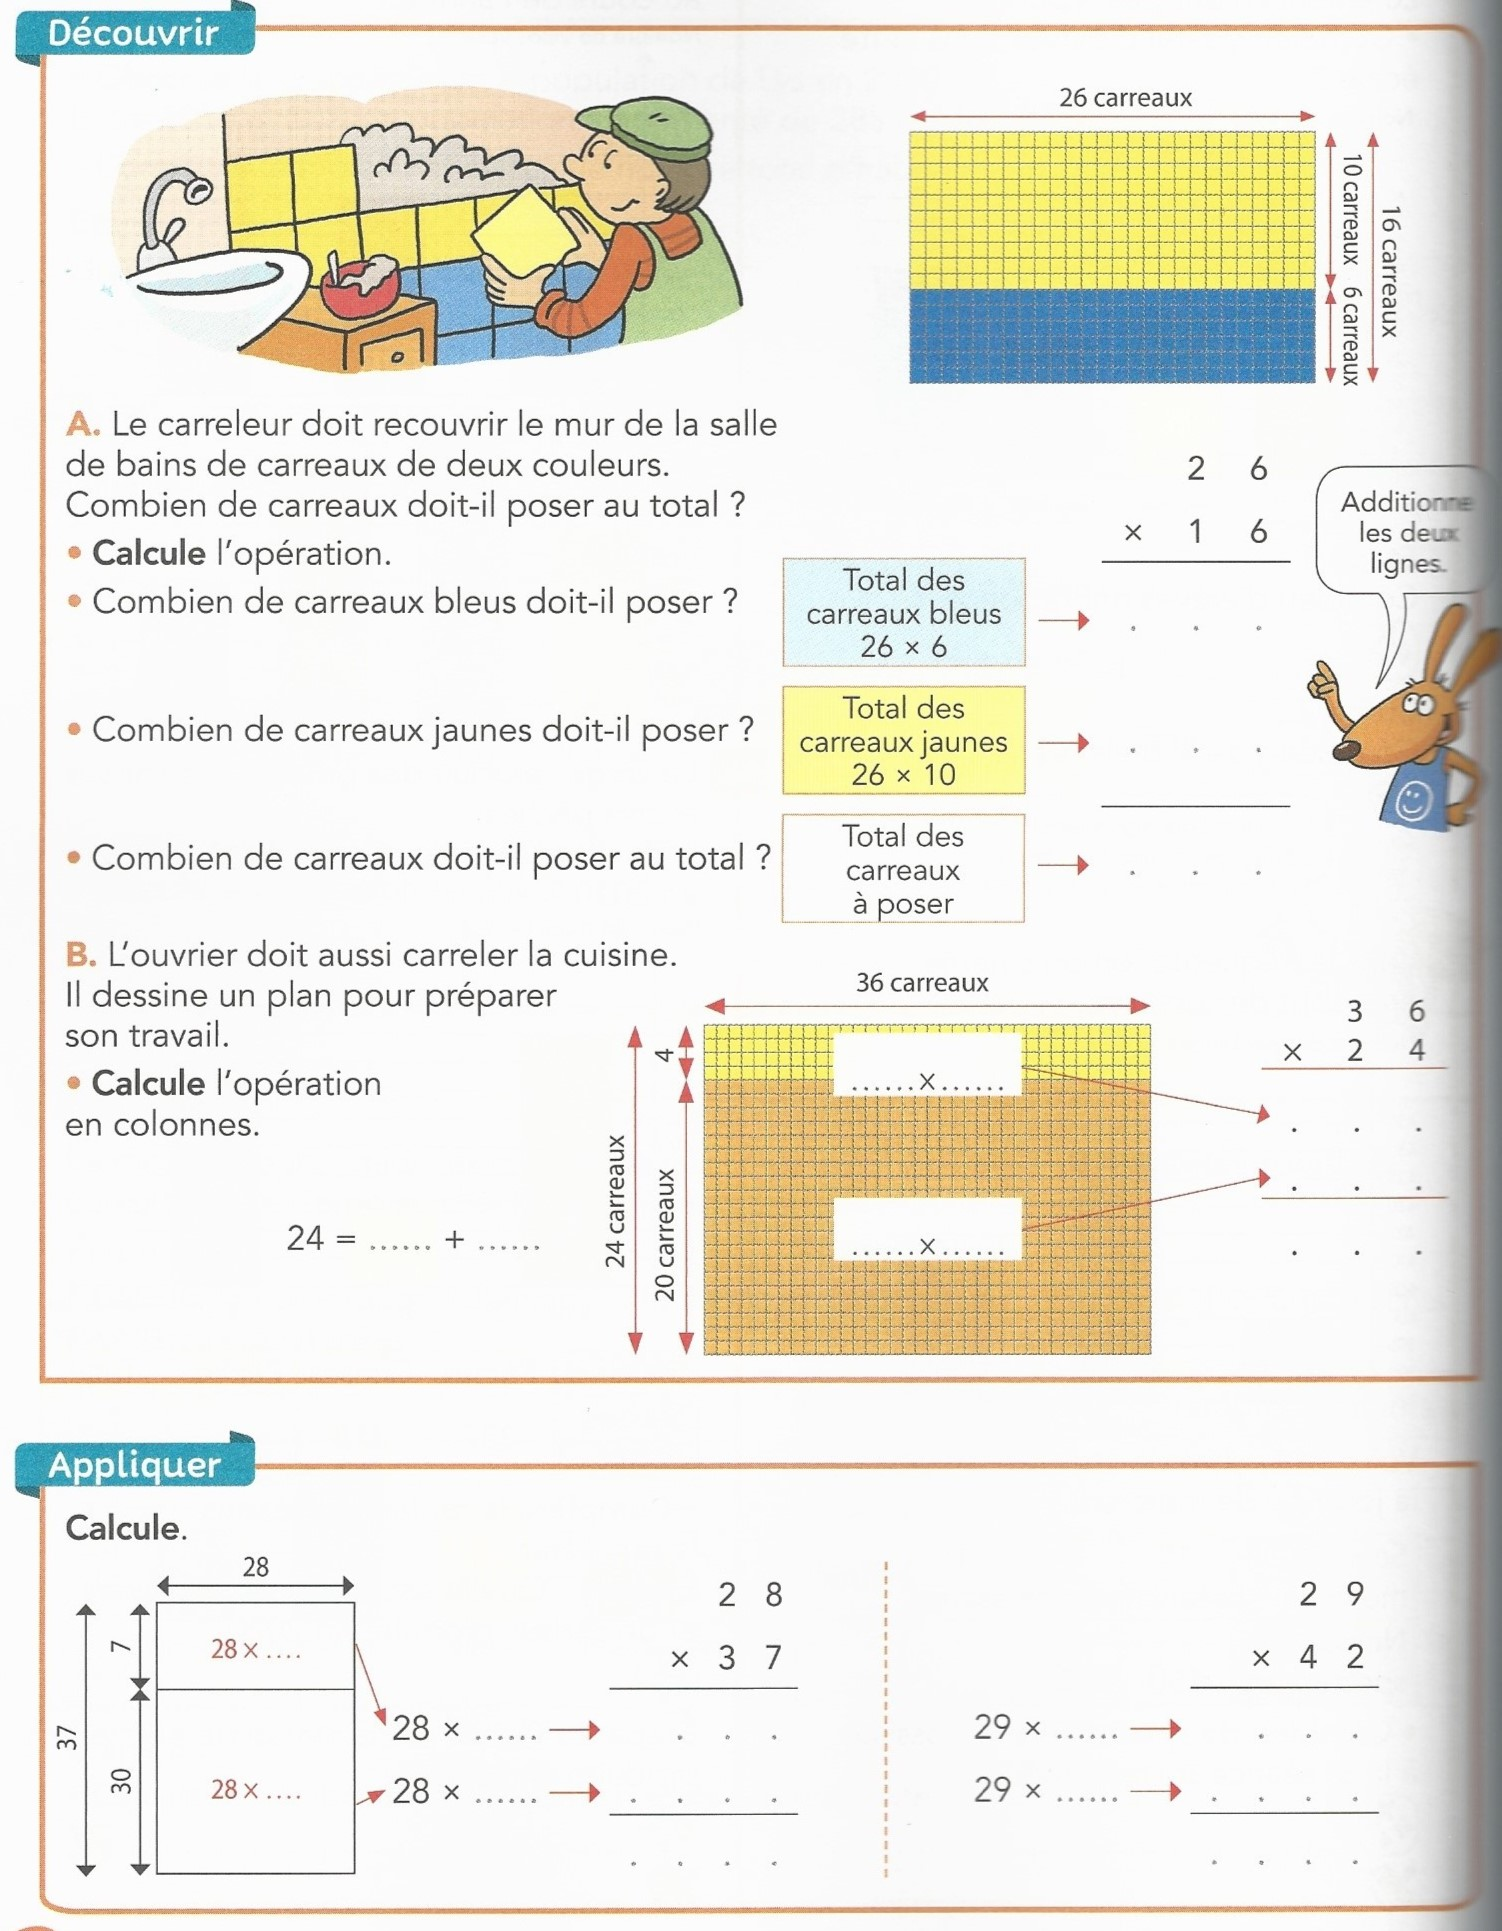 Découvrir
26 carreaux
10 carreaux
6 carreaux
16 carreaux
A. Le carreleur doit recouvrir le mur de la salle
de bains de carreaux de deux couleurs.
Combien de carreaux doit-il poser au total ?
• Calcule l'opération.
• Combien de carreaux bleus doit-il poser ?
• Combien de carreaux jaunes doit-il poser ?
• Combien de carreaux doit-il poser au total ?
Total des
carreaux bleus
26 × 6
Total des
carreaux jaunes
26 × 10
Total des
carreaux
à poser
2 6
× 1 6
. . .
. . .
. . .
Additionne
les deux
lignes.
B. L'ouvrier doit aussi carreler la cuisine.
Il dessine un plan pour préparer
son travail.
• Calcule l'opération
en colonnes.
24 = ...... + ......
36 carreaux
24 carreaux
4
20 carreaux
......×......
......×......
3 6
× 2 4
. . .
. . .
. . .
Appliquer
Calcule.
28
37
7
30
28 × ....
28 × ....
28 × ......
28 × ......
2 8
× 3 7
. . .
. . . .
. . . .
29 × ......
29 × ......
2 9
× 4 2
. . .
. . . .
. . . .